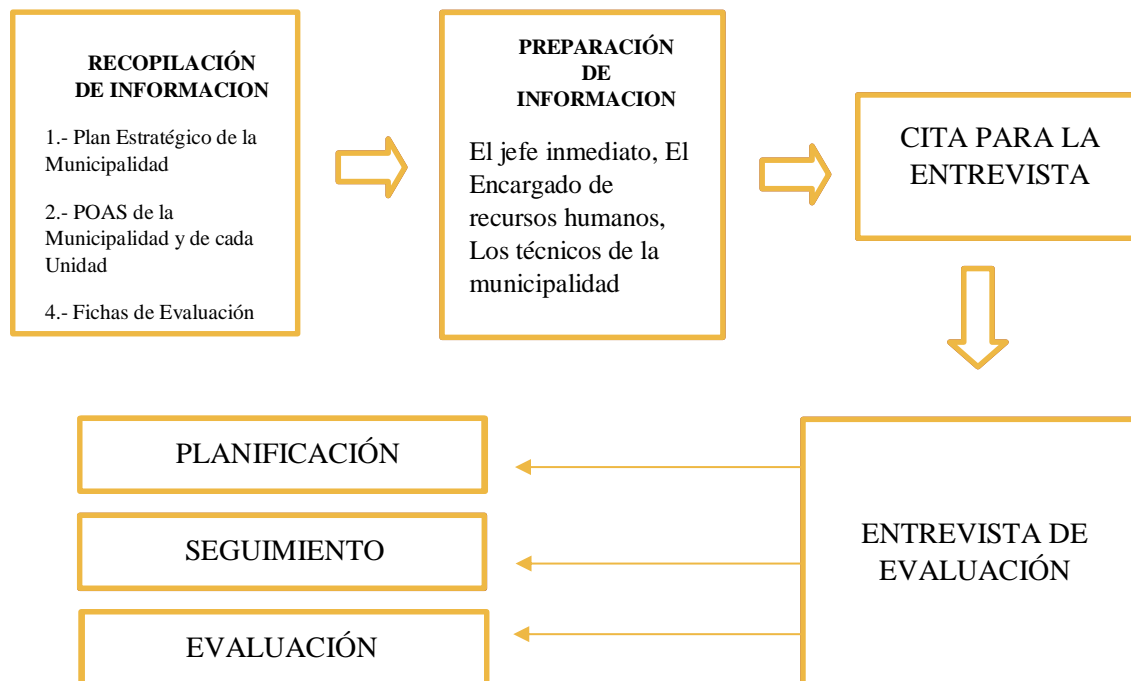 RECOPILACIÓN
DE INFORMACION
1.- Plan Estratégico de la
Municipalidad
2.- POAS de la
Municipalidad y de cada
Unidad
4.- Fichas de Evaluación
PREPARACIÓN
DE
INFORMACION
El jefe inmediato, El
Encargado de
recursos humanos,
Los técnicos de la
municipalidad
CITA PARA LA
ENTREVISTA
PLANIFICACIÓN
SEGUIMIENTO
EVALUACIÓN
ENTREVISTA DE
EVALUACIÓN